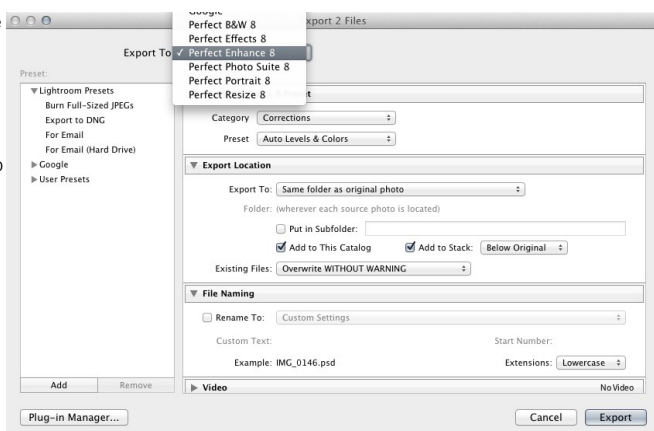 Google
Perfect B&W 8
xport 2 Files
Perfect Effects 8
Export To ✓ Perfect Enhance 8
Perfect Photo Suite 8
Perfect Portrait 8
Perfect Resize 8
Preset:
▼ Lightroom Presets
Burn Full-Sized JPEGs
Export to DNG
For Email
For Email (Hard Drive)
▶ Google
▶ User Presets
Add Remove
Category Corrections
Preset Auto Levels & Colors
▼ Export Location
Export To: Same folder as original photo
Folder: (wherever each source photo is located)
Put in Subfolder:
Add to This Catalog Add to Stack: Below Original
Existing Files: Overwrite WITHOUT WARNING
▼ File Naming
Rename To: Custom Settings
Custom Text: Start Number:
Example: IMG_0146.psd Extensions: Lowercase
▶ Video No Video
Plug-in Manager... Cancel Export